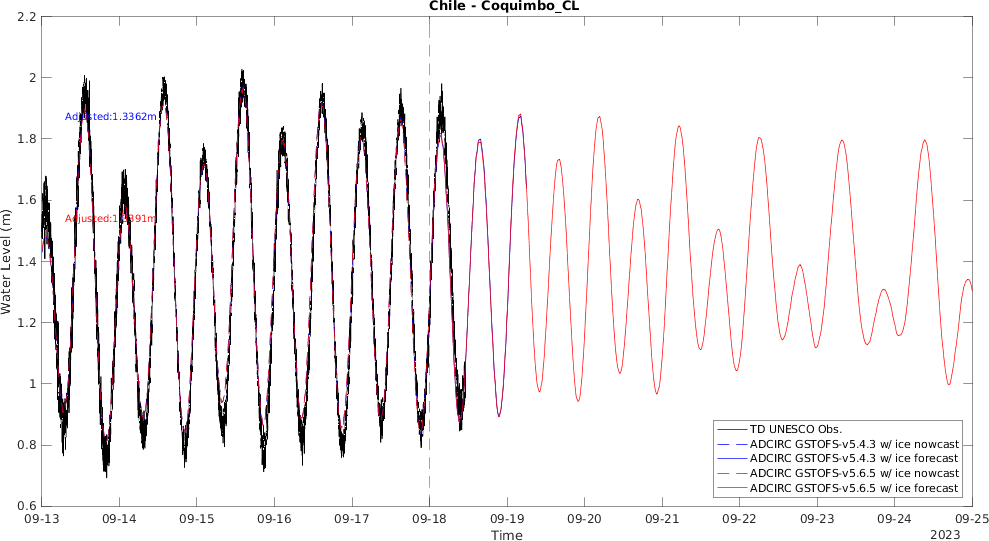 Chile - Coquimbo_CL
2.2
2
1.8
1.6
1.4
1.2
1
0.8
0.6
Water Level (m)
Adjusted:1.3362m
Adjusted:1.3391m
TD UNESCO Obs.
ADCIRC GSTOFS-v5.4.3 w/ ice nowcast
ADCIRC GSTOFS-v5.4.3 w/ ice forecast
ADCIRC GSTOFS-v5.6.5 w/ ice nowcast
ADCIRC GSTOFS-v5.6.5 w/ ice forecast
09-13 09-14 09-15 09-16 09-17 09-18 09-19 09-20 09-21 09-22 09-23 09-24 09-25
Time
2023